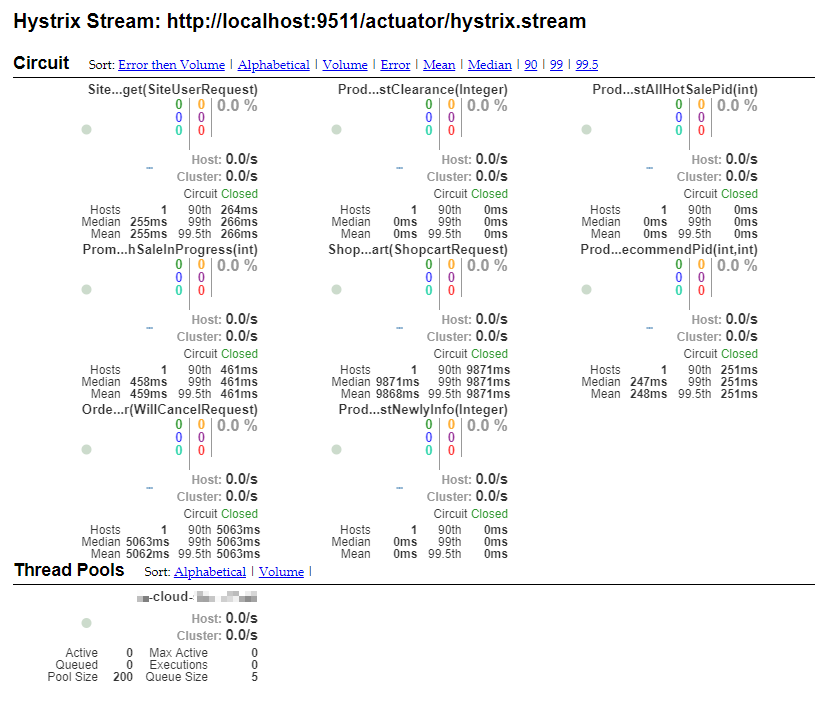 Hystrix Stream: http://localhost:9511/actuator/hystrix.stream
Circuit Sort: Error then Volume | Alphabetical | Volume | Error | Mean | Median | 90 | 99 | 99.5
Site...get(SiteUserRequest) Prod...stClearance(Integer) Prod...stAllHotSalePid(int)
0 0 0.0 % 0 0 0.0 % 0 0 0.0 %
0 0 0 0 0 0
0 0 0 0 0 0
Host: 0.0/s Host: 0.0/s Host: 0.0/s
Cluster: 0.0/s Cluster: 0.0/s Cluster: 0.0/s
Circuit Closed Circuit Closed Circuit Closed
Hosts 1 90th 264ms Hosts 1 90th 0ms Hosts 1 90th 0ms
Median 255ms 99th 266ms Median 0ms 99th 0ms Median 0ms 99th 0ms
Mean 255ms 99.5th 266ms Mean 0ms 99.5th 0ms Mean 0ms 99.5th 0ms
Prom...hSaleInProgress(int) Shop...art(ShopcartRequest) Prod...ecommendPid(int,int)
0 0 0.0 % 0 0 0.0 % 0 0 0.0 %
0 0 0 0 0 0
0 0 0 0 0 0
Host: 0.0/s Host: 0.0/s Host: 0.0/s
Cluster: 0.0/s Cluster: 0.0/s Cluster: 0.0/s
Circuit Closed Circuit Closed Circuit Closed
Hosts 1 90th 461ms Hosts 1 90th 9871ms Hosts 1 90th 251ms
Median 458ms 99th 461ms Median 9871ms 99th 9871ms Median 247ms 99th 251ms
Mean 459ms 99.5th 461ms Mean 9868ms 99.5th 9871ms Mean 248ms 99.5th 251ms
Orde...r(WillCancelRequest) Prod...stNewlyInfo(Integer)
0 0 0.0 % 0 0 0.0 %
0 0 0 0
0 0 0 0
Host: 0.0/s Host: 0.0/s
Cluster: 0.0/s Cluster: 0.0/s
Circuit Closed Circuit Closed
Hosts 1 90th 5063ms Hosts 1 90th 0ms
Median 5063ms 99th 5063ms Median 0ms 99th 0ms
Mean 5062ms 99.5th 5063ms Mean 0ms 99.5th 0ms
Thread Pools Sort: Alphabetical | Volume |
-cloud-
Host: 0.0/s
Cluster: 0.0/s
Active 0 Max Active 0
Queued 0 Executions 0
Pool Size 200 Queue Size 5